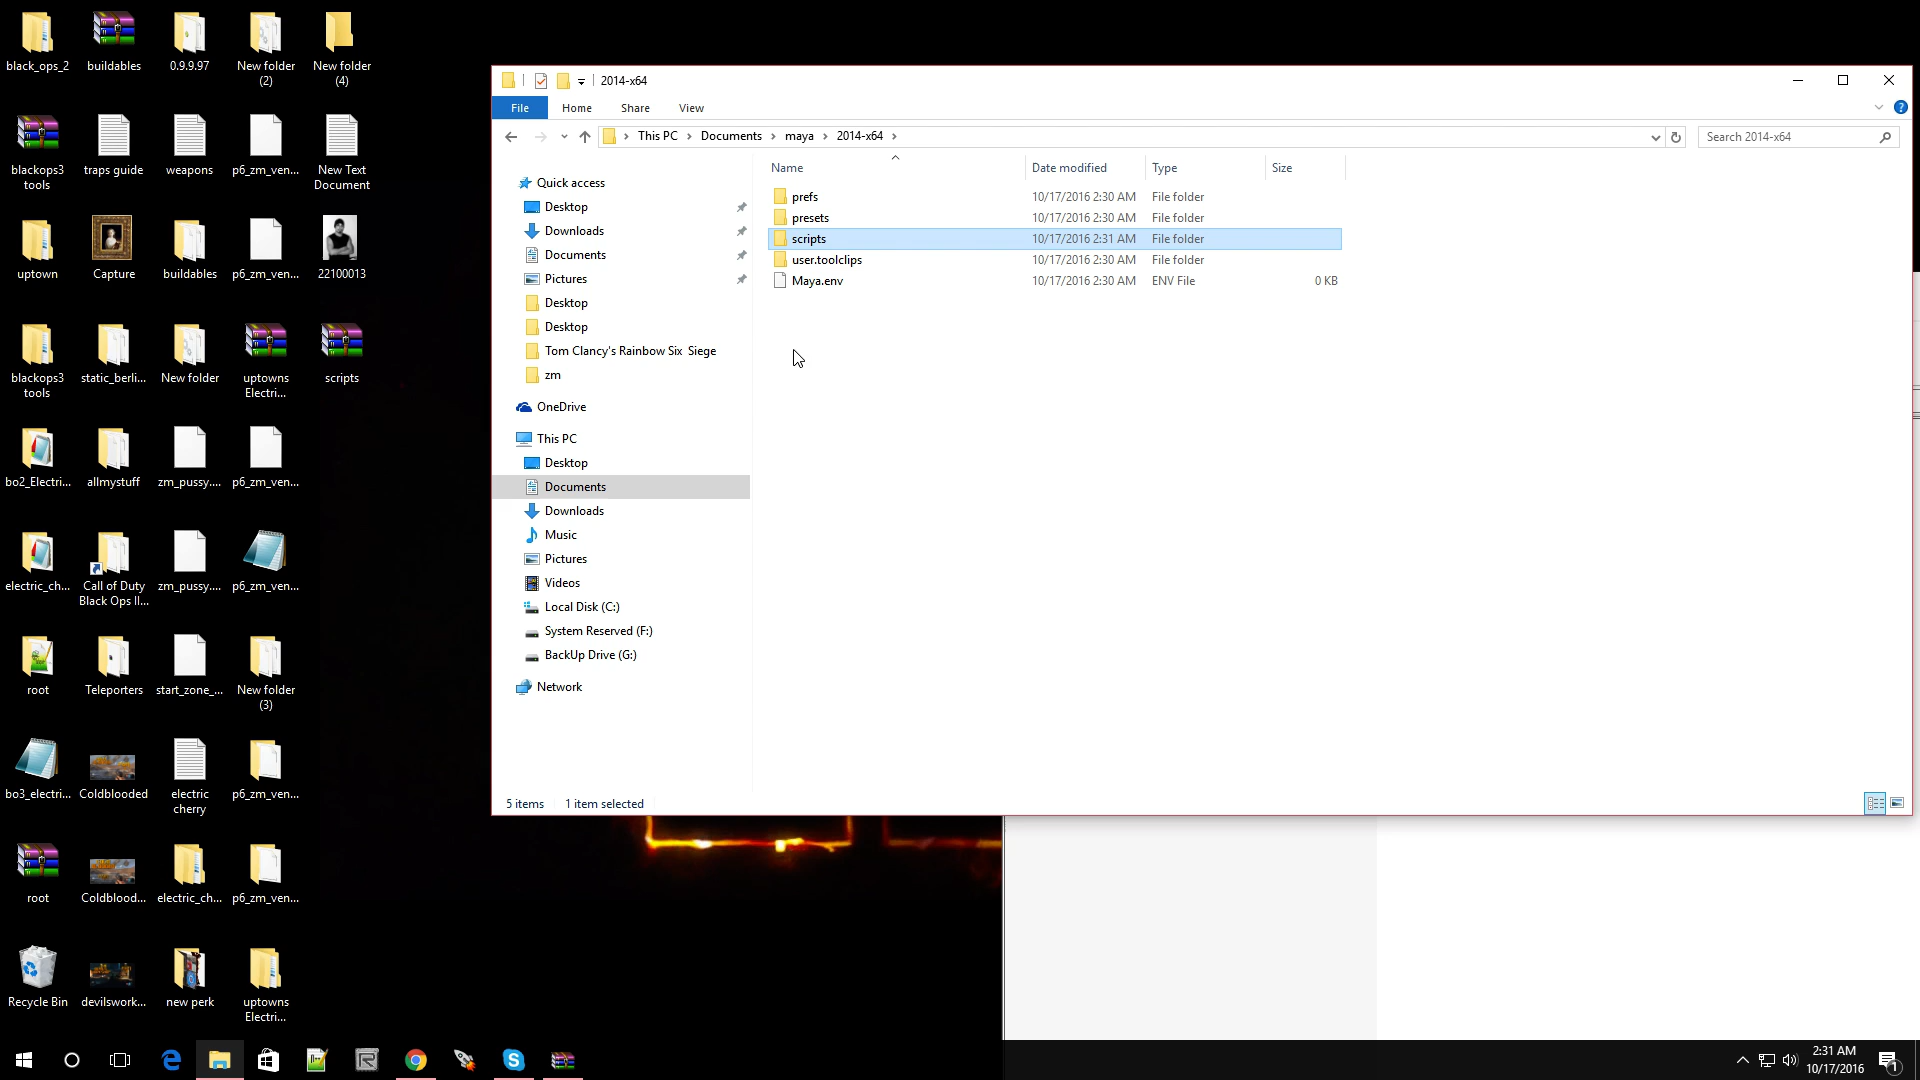 black_ops_2
buildables
0.9.9.97
New folder
(2)
New folder
(4)
blackops3
tools
traps guide
weapons
p6_zm_ven...
New Text
Document
uptown
Capture
buildables
p6_zm_ven...
22100013
blackops3
tools
static_berli...
New folder
uptowns
Electri...
scripts
bo2_Electri...
allmystuff
zm_pussy....
p6_zm_ven...
electric_ch...
Call of Duty
Black Ops II...
zm_pussy....
p6_zm_ven...
root
Teleporters
start_zone_...
New folder
(3)
bo3_electri...
Coldblooded
electric
cherry
p6_zm_ven...
root
Coldblood...
electric_ch...
p6_zm_ven...
Recycle Bin
devilswork...
new perk
uptowns
Electri...
2014-x64
File Home Share View
This PC Documents maya 2014-x64
Search 2014-x64
Quick access
Desktop
Downloads
Documents
Pictures
Desktop
Desktop
Tom Clancy's Rainbow Six Siege
zm
OneDrive
This PC
Desktop
Documents
Downloads
Music
Pictures
Videos
Local Disk (C:)
System Reserved (F:)
BackUp Drive (G:)
Network
Name Date modified Type Size
prefs 10/17/2016 2:30 AM File folder
presets 10/17/2016 2:30 AM File folder
scripts 10/17/2016 2:31 AM File folder
user.toolclips 10/17/2016 2:30 AM File folder
Maya.env 10/17/2016 2:30 AM ENV File 0 KB
5 items 1 item selected
2:31 AM
10/17/2016
1